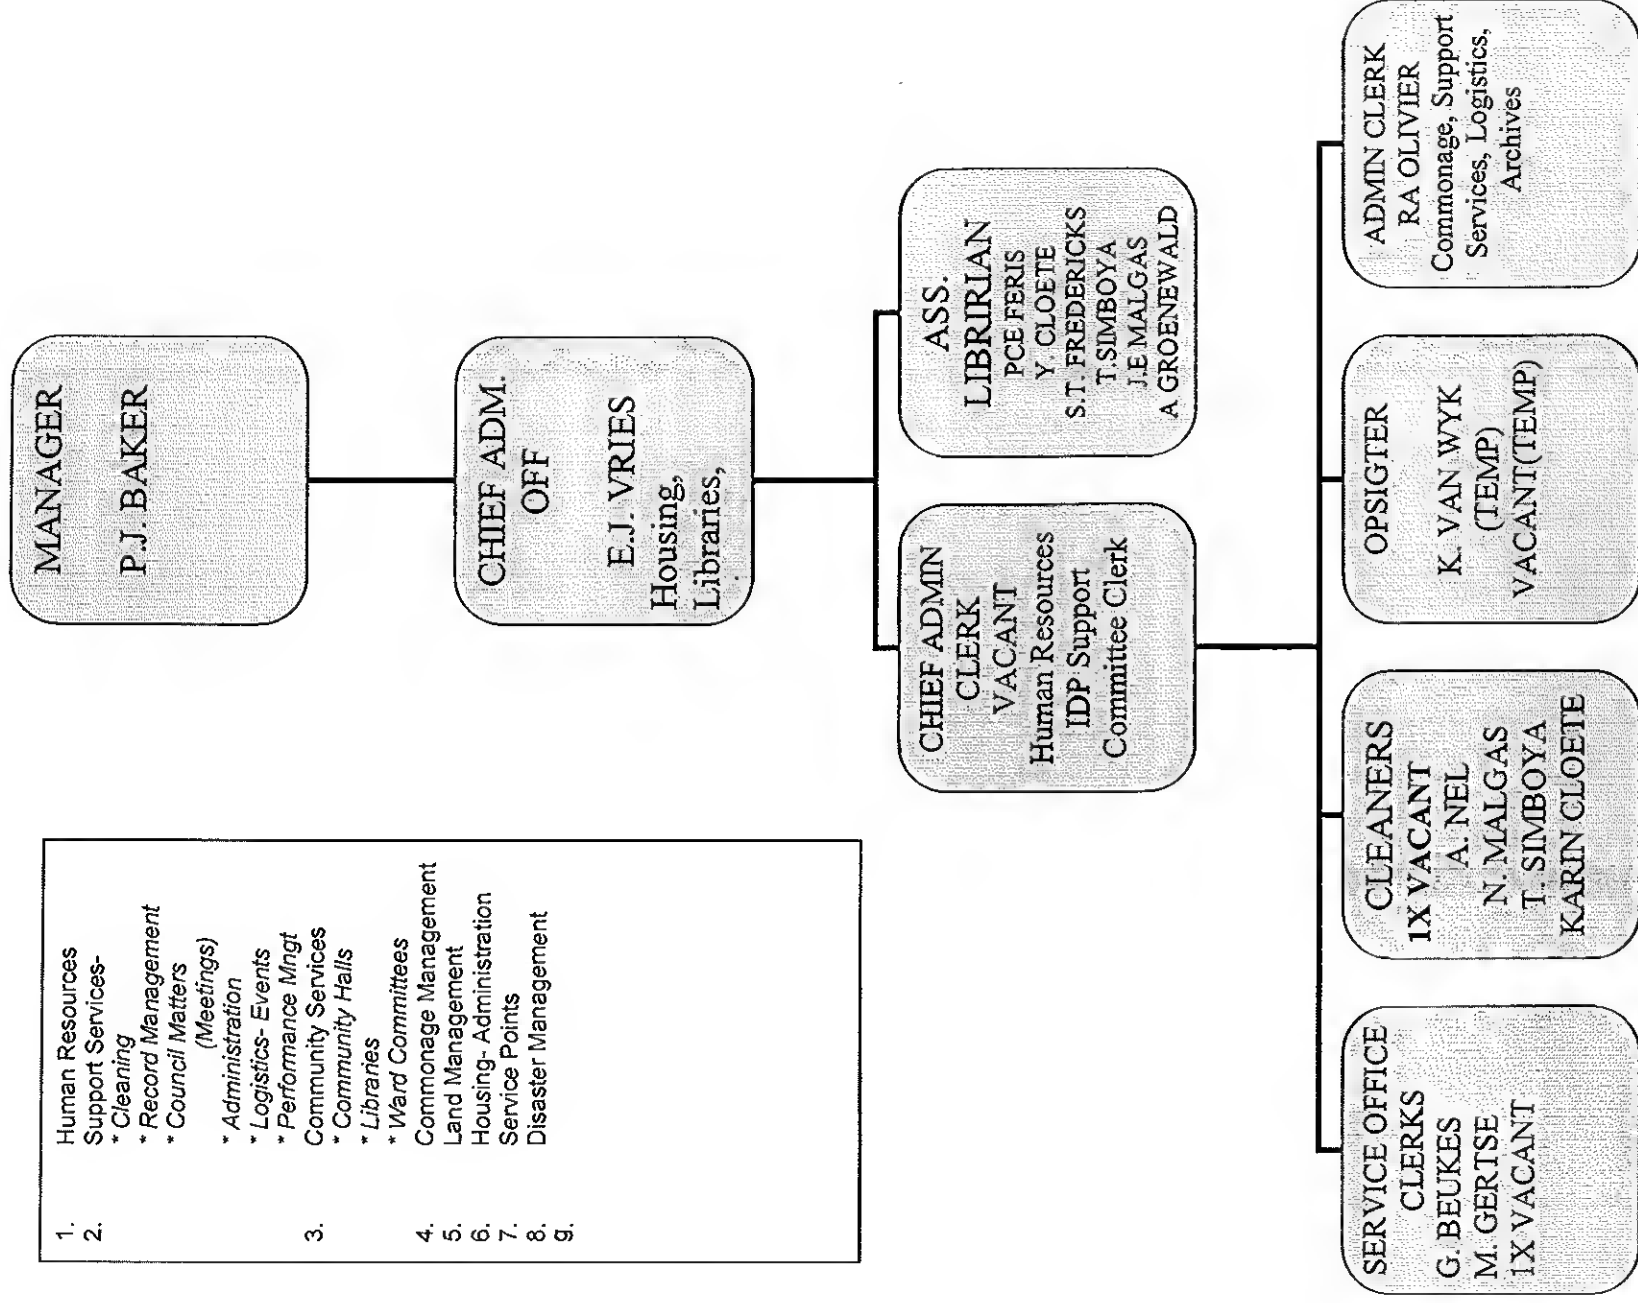 MANAGER
P.J. BAKER
1. Human Resources
2. Support Services-
* Cleaning
* Record Management
* Council Matters
(Meetings)
* Administration
* Logistics- Events
* Performance Mngt
3. Community Services
* Community Halls
* Libraries
* Ward Committees
4. Commonage Management
5. Land Management
6. Housing- Administration
7. Service Points
8. Disaster Management
g.
CHIEF ADM.
OFF
E.J. VRIES
Housing,
Libraries,
CHIEF ADMIN
CLERK
VACANT
Human Resources
IDP Support
Committee Clerk
ASS.
LIBRIRIAN
PCE FERIS
Y. CLOETE
S.T. FREDERICKS
T.SIMBOYA
J.E MALGAS
A GROENEWALD
SERVICE OFFICE
CLERKS
G. BEUKES
M. GERTSE
1X VACANT
CLEANERS
1X VACANT
A. NEL
N. MALGAS
T. SIMBOYA
KARIN CLOETE
OPSIGTER
K. VAN WYK
(TEMP)
VACANT(TEMP)
ADMIN CLERK
RA OLIVIER
Commonage, Support
Services, Logistics,
Archives